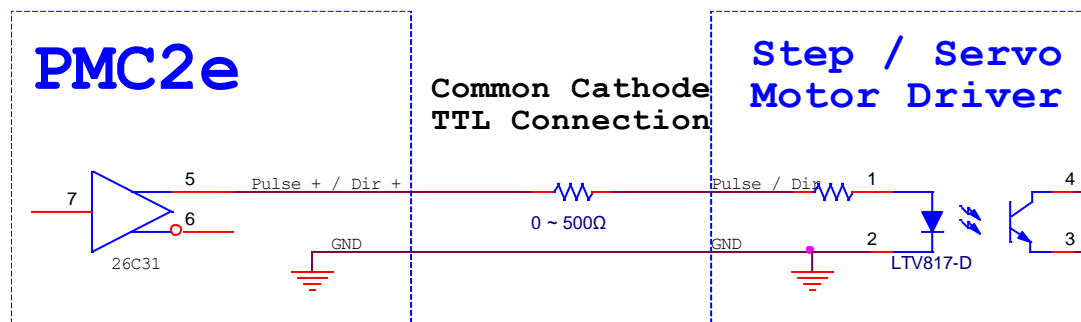 PMC2e
Common Cathode
TTL Connection
Step / Servo
Motor Driver
7
5
6
26C31
Pulse + / Dir +
0 ~ 500Ω
Pulse / Dir
1
4
GND
GND
2
LTV817-D
3